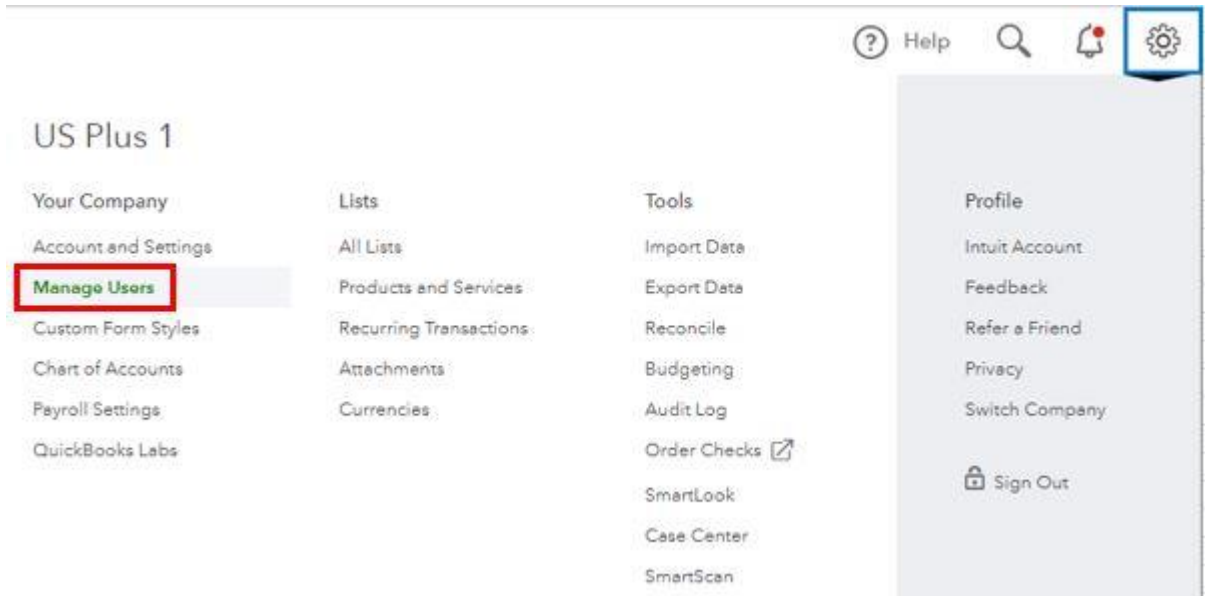 Help
US Plus 1
Your Company
Account and Settings
Manage Users
Custom Form Styles
Chart of Accounts
Payroll Settings
QuickBooks Labs
Lists
All Lists
Products and Services
Recurring Transactions
Attachments
Currencies
Tools
Import Data
Export Data
Reconcile
Budgeting
Audit Log
Order Checks
SmartLook
Case Center
SmartScan
Profile
Intuit Account
Feedback
Refer a Friend
Privacy
Switch Company
Sign Out